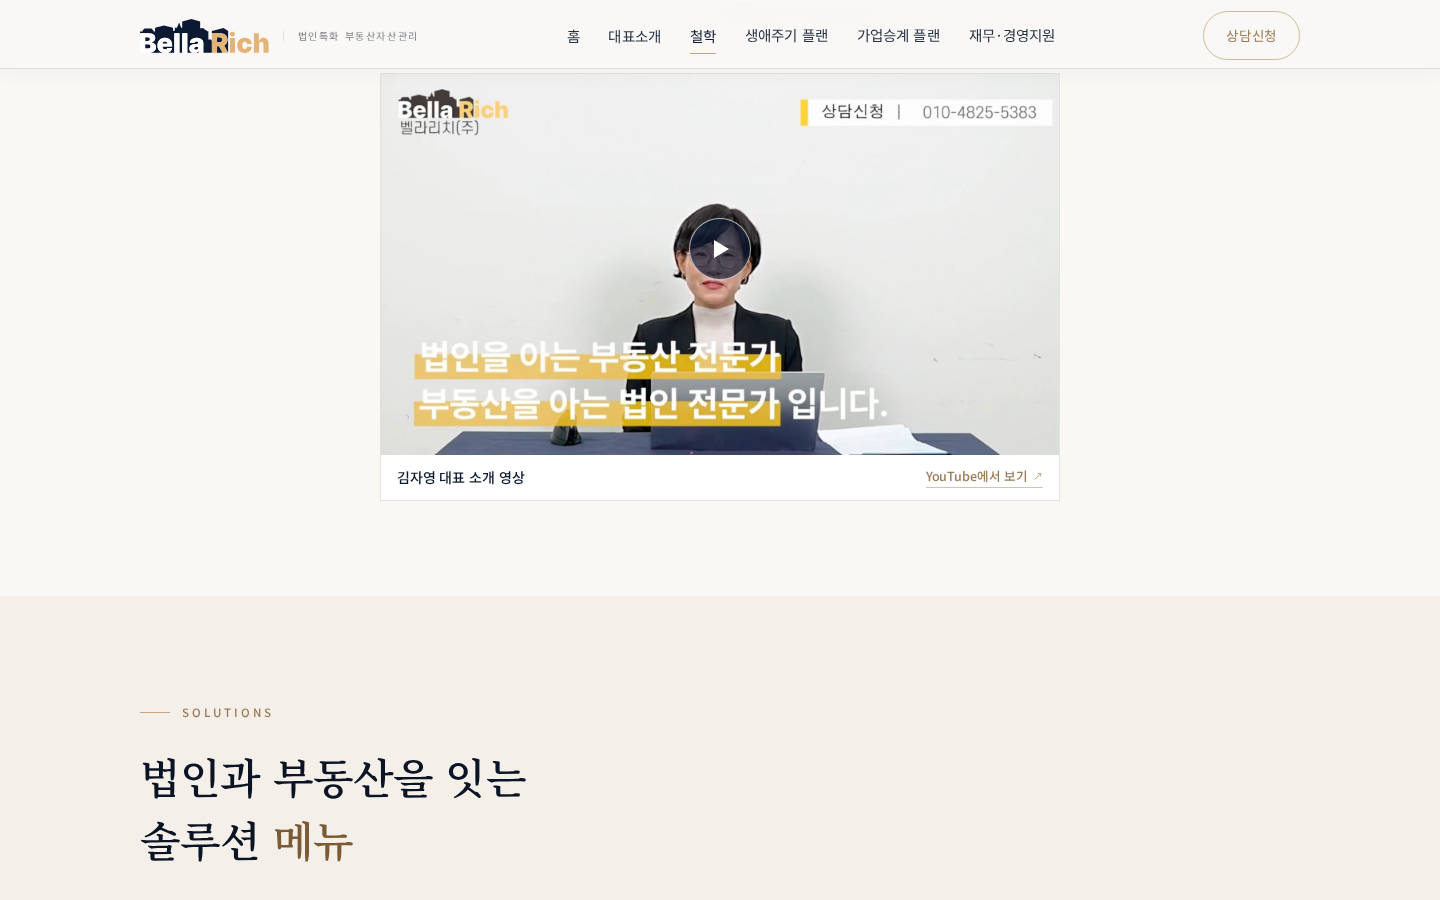 Bella Rich
법인특화 부동산자산관리
홈
대표소개
철학
생애주기 플랜
가업승계 플랜
재무·경영지원
상담신청
Bella Rich
벨라리치(주)
상담신청 | 010-4825-5383
법인을 아는 부동산 전문가
부동산을 아는 법인 전문가 입니다.
김자영 대표 소개 영상
YouTube에서 보기 ↗
SOLUTIONS
법인과 부동산을 잇는
솔루션 메뉴